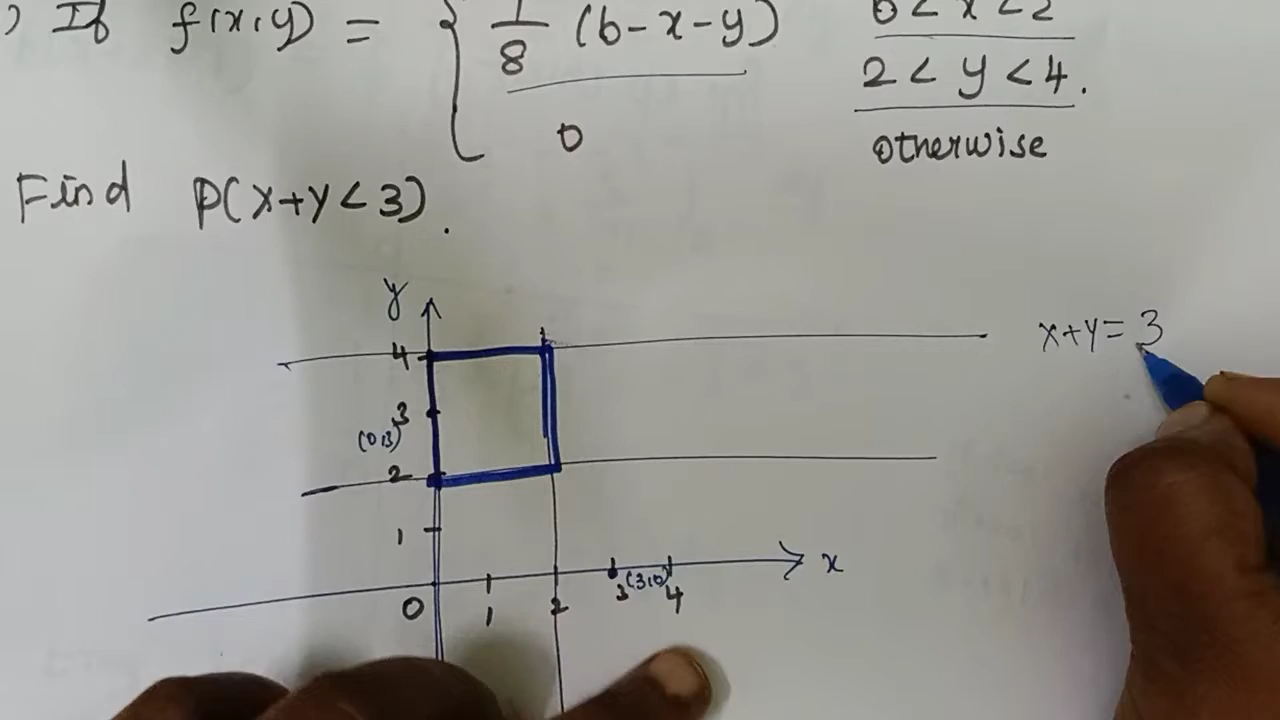 ) If f(x,y) = { 1/8 (6-x-y) 0<x<2
2<y<4.
0 otherwise
Find P(x+y<3).
y
x+y=3
4
3
(0,3)
2
1
x
0 1 2 3 (3,0) 4